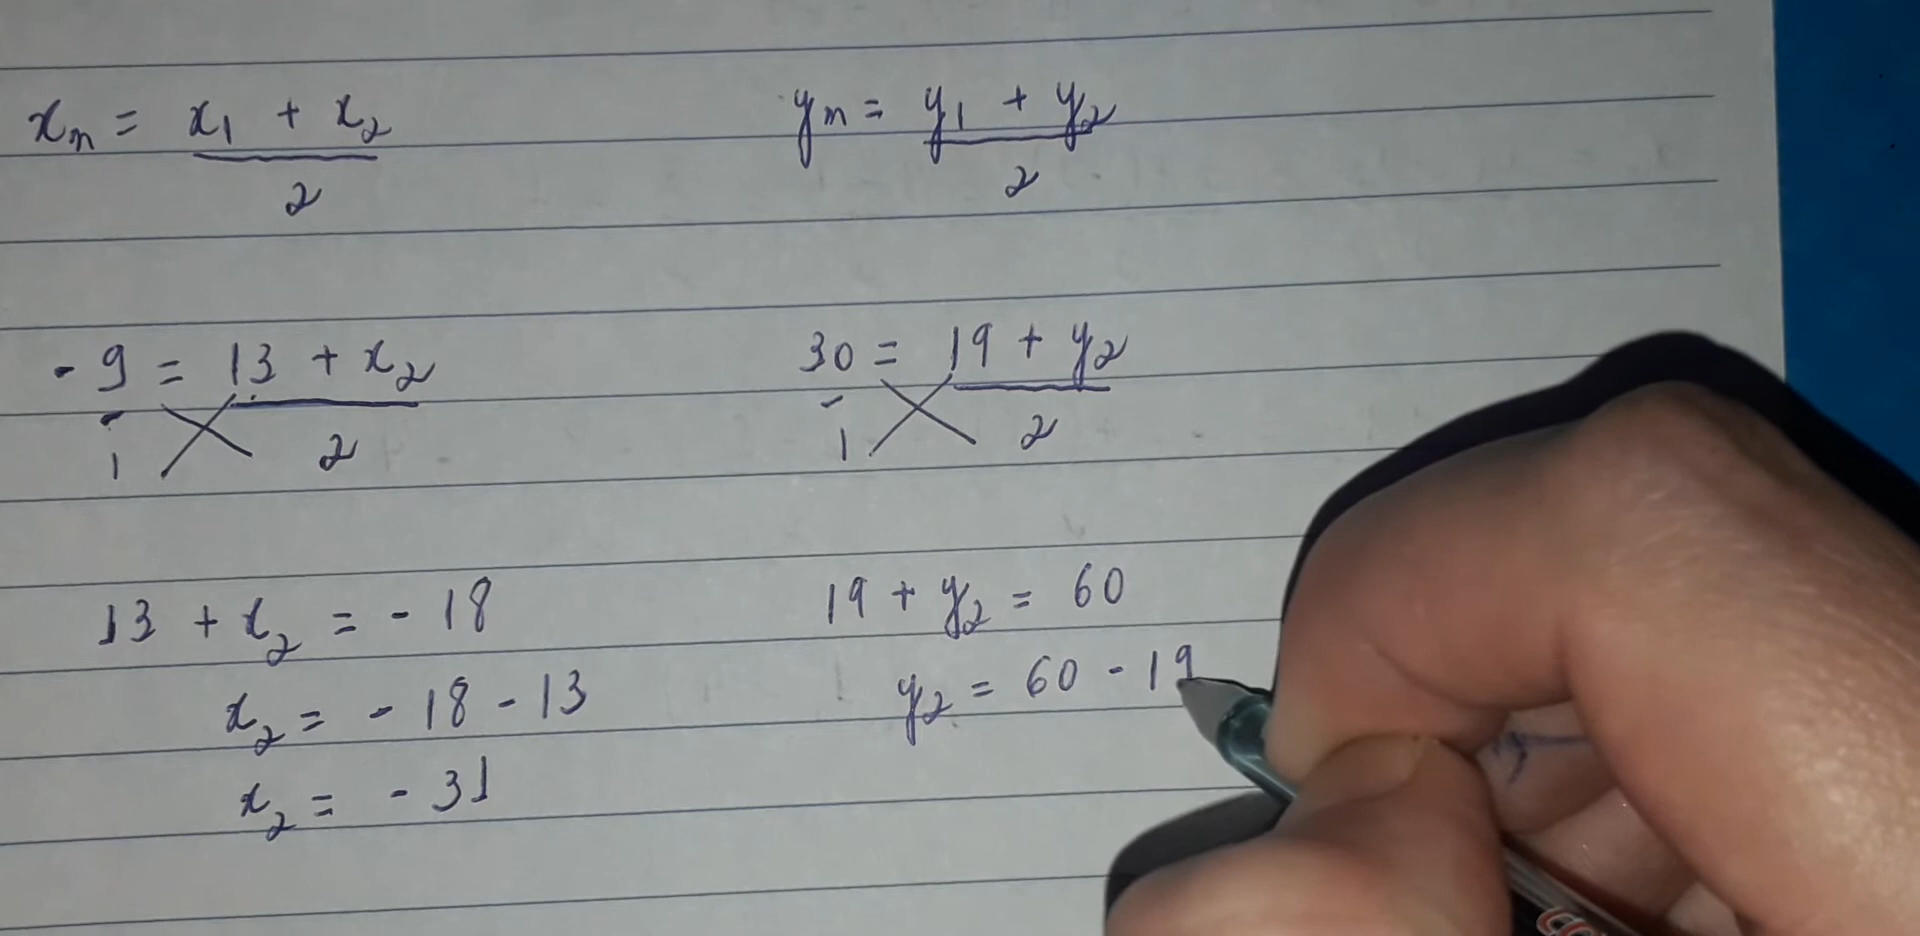 xm = x1 + x2
2
ym = y1 + y2
2
- 9 = 13 + x2
1 2
30 = 19 + y2
1 2
13 + x2 = - 18
x2 = - 18 - 13
x2 = - 31
19 + y2 = 60
y2 = 60 - 19